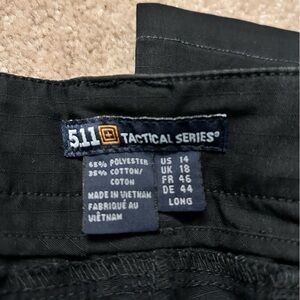 5.11 TACTICAL SERIES®
65% POLYESTER
35% COTTON/
COTON
MADE IN VIETNAM
FABRIQUÉ AU
VIÊTNAM
US 14
UK 18
FR 46
DE 44
LONG